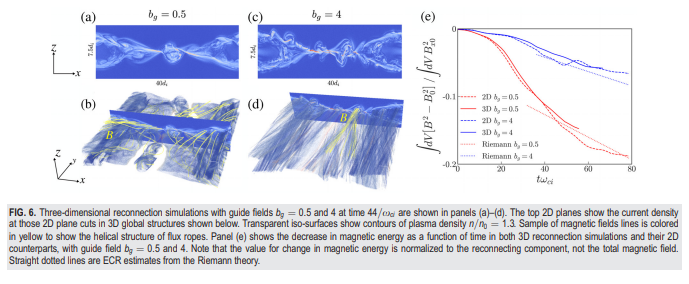 (a)
b_g = 0.5
(c)
b_g = 4
(e)
z
x
7.5d_i
40d_i
7.5d_i
40d_i
(b)
B
(d)
B
z
y
x
∫dV[B² − B₀²] / ∫dV B²ₓ₀
0
-0.1
-0.2
2D b_g = 0.5
3D b_g = 0.5
2D b_g = 4
3D b_g = 4
Riemann b_g = 0.5
Riemann b_g = 4
0 20 40 60 80
tω_ci
FIG. 6. Three-dimensional reconnection simulations with guide fields b_g = 0.5 and 4 at time 44/ω_ci are shown in panels (a)–(d). The top 2D planes show the current density
at those 2D plane cuts in 3D global structures shown below. Transparent iso-surfaces show contours of plasma density n/n₀ = 1.3. Sample of magnetic fields lines is colored
in yellow to show the helical structure of flux ropes. Panel (e) shows the decrease in magnetic energy as a function of time in both 3D reconnection simulations and their 2D
counterparts, with guide field b_g = 0.5 and 4. Note that the value for change in magnetic energy is normalized to the reconnecting component, not the total magnetic field.
Straight dotted lines are ECR estimates from the Riemann theory.